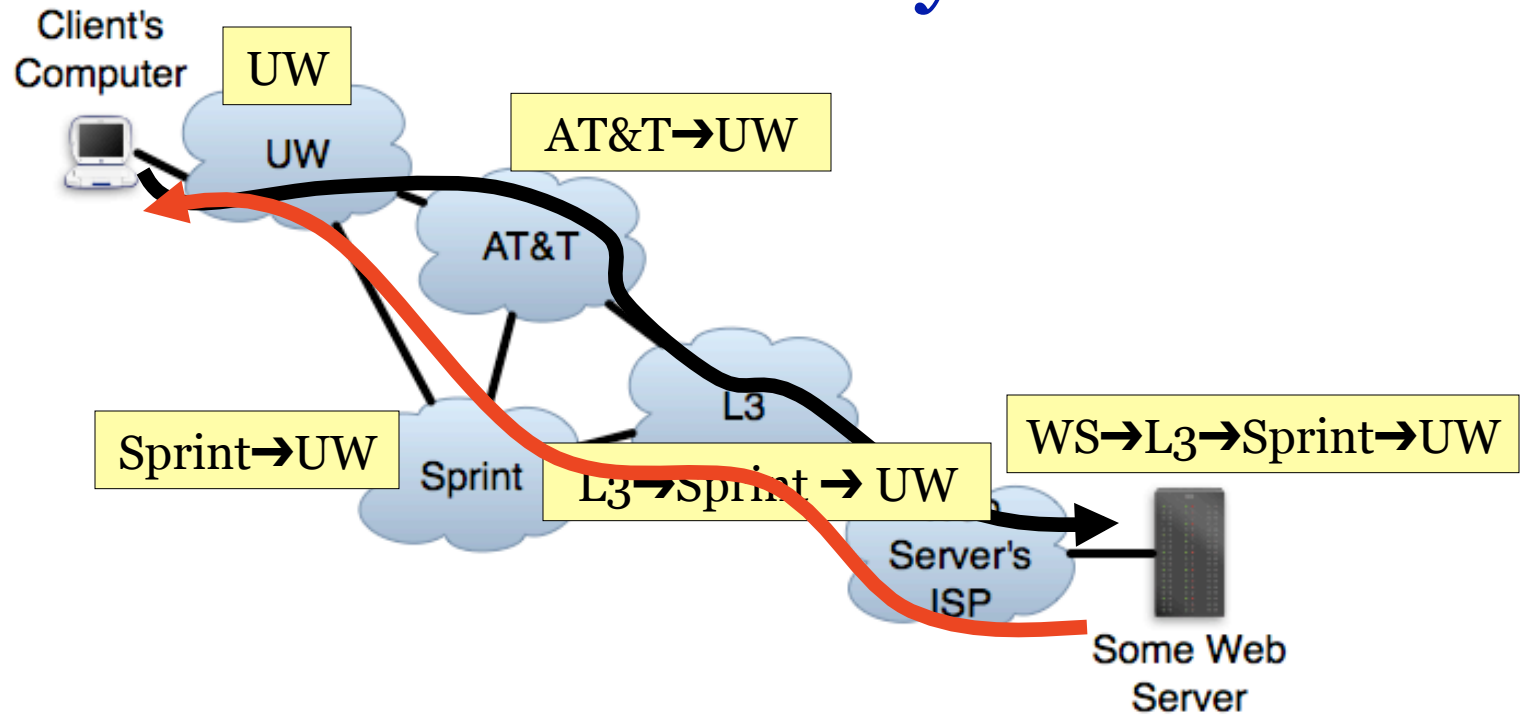 y
Client's
Computer
UW
UW
AT&T➔UW
AT&T
L3
Sprint➔UW
Sprint
L3➔Sprint ➔ UW
WS➔L3➔Sprint➔UW
Server's
ISP
Some Web
Server